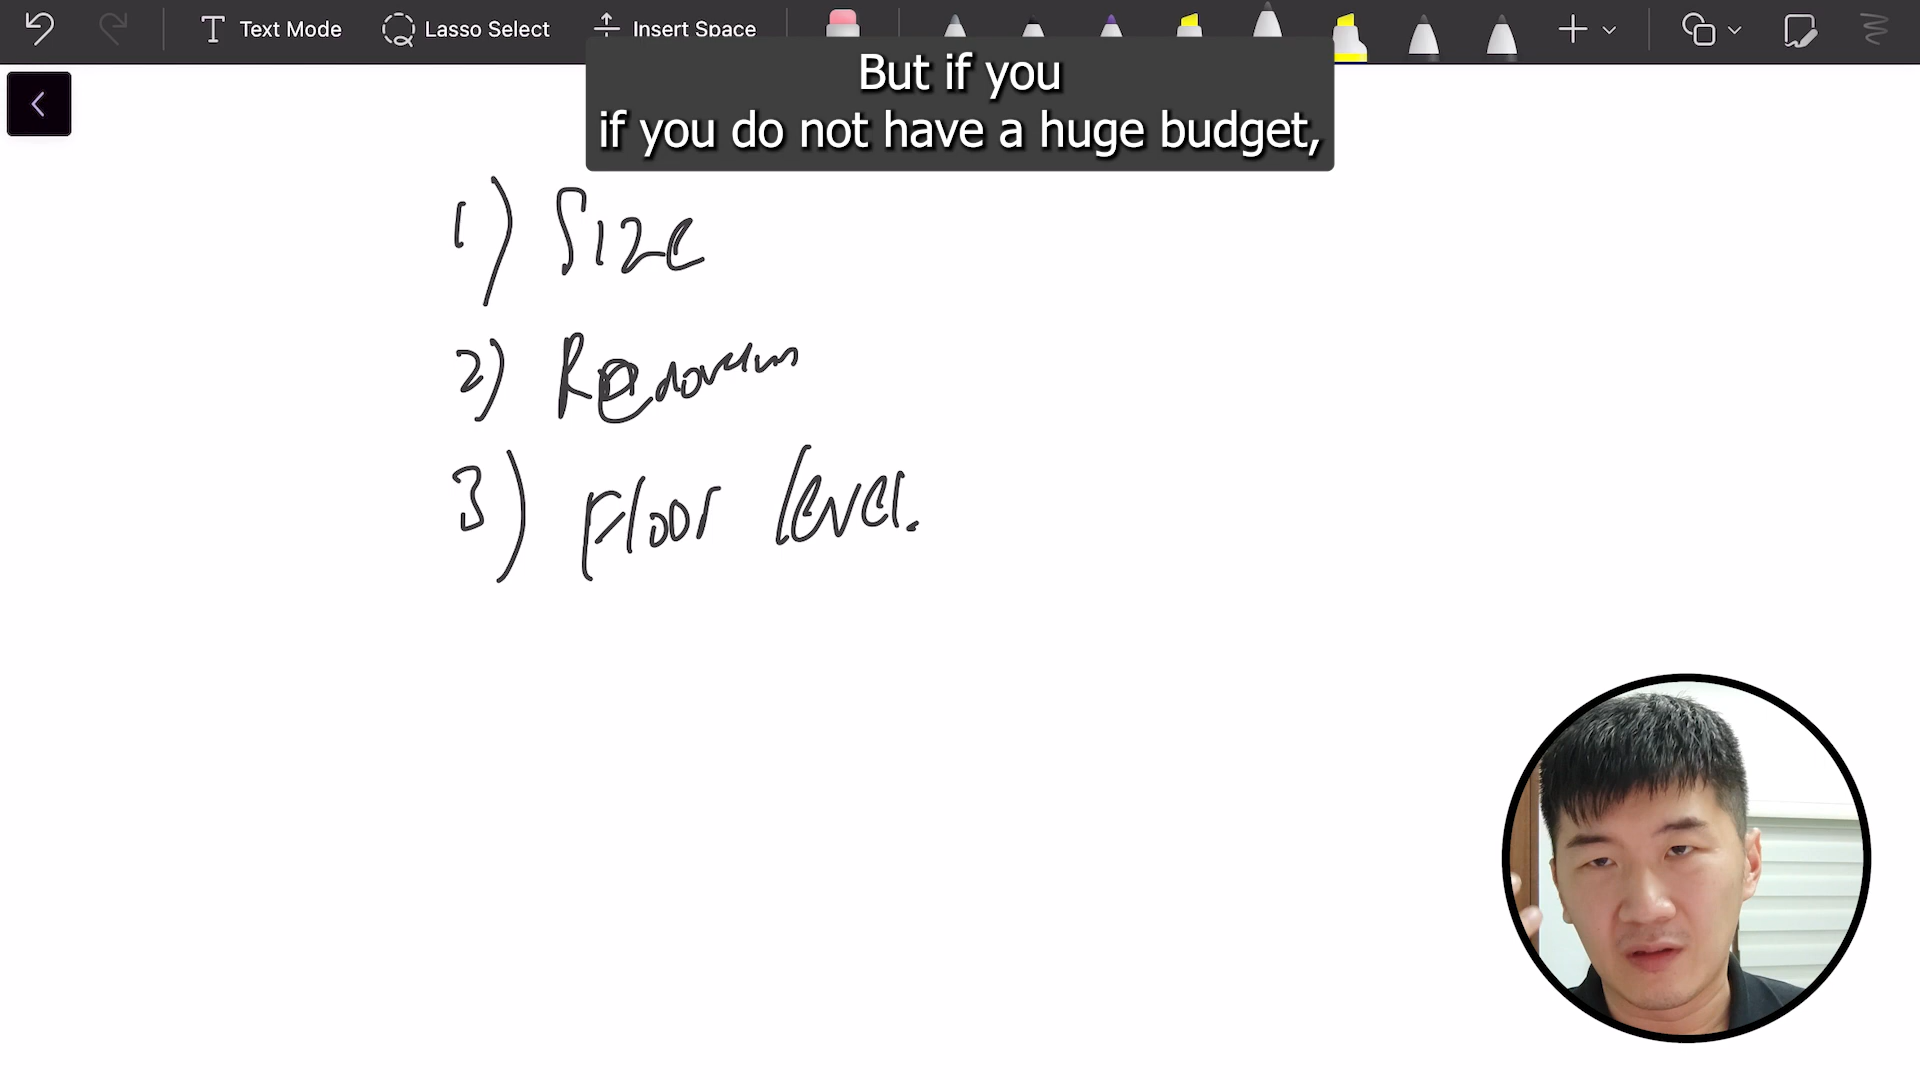 Text Mode Lasso Select Insert Space
But if you
if you do not have a huge budget,
1) Size
2)
3) Floor level.